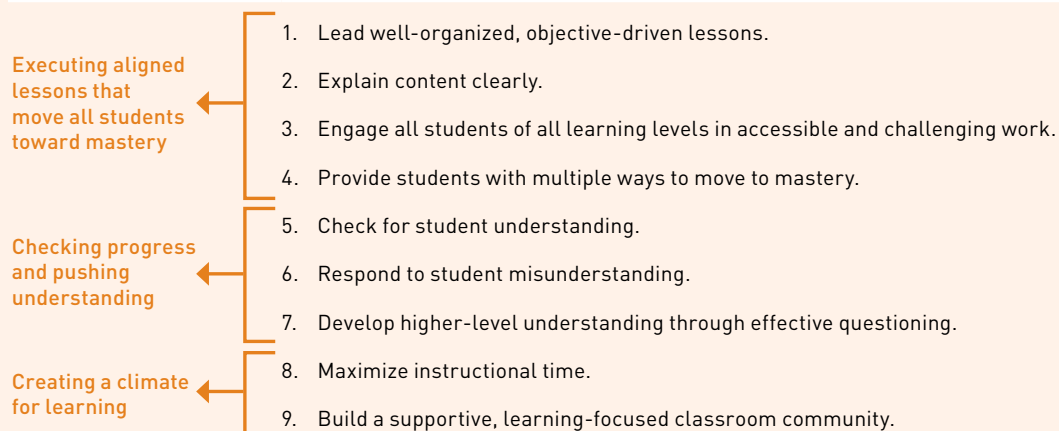 Executing aligned
lessons that
move all students
toward mastery
1. Lead well-organized, objective-driven lessons.
2. Explain content clearly.
3. Engage all students of all learning levels in accessible and challenging work.
4. Provide students with multiple ways to move to mastery.
Checking progress
and pushing
understanding
5. Check for student understanding.
6. Respond to student misunderstanding.
7. Develop higher-level understanding through effective questioning.
Creating a climate
for learning
8. Maximize instructional time.
9. Build a supportive, learning-focused classroom community.